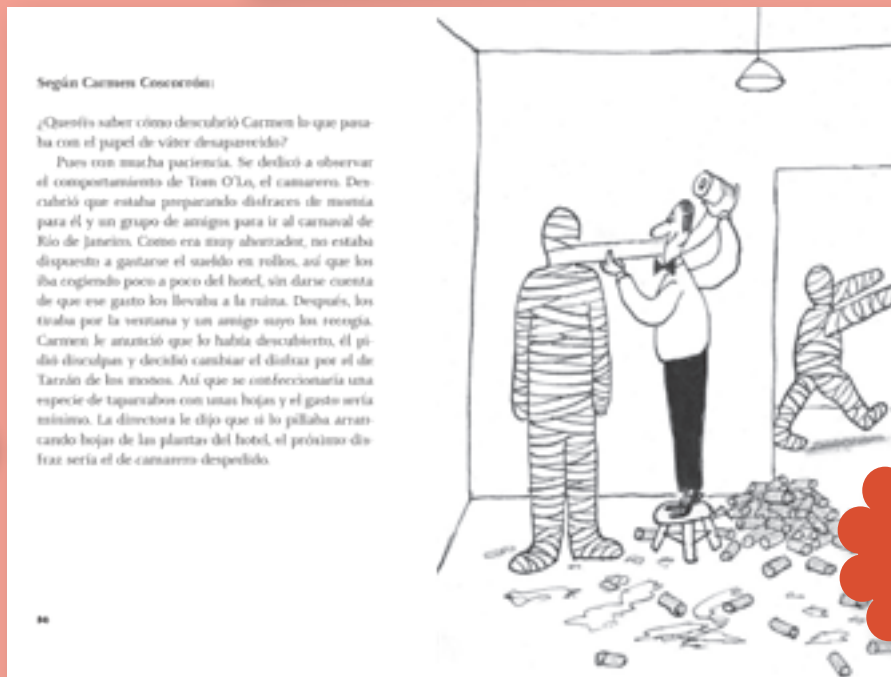 Según Carmen Coscorrón:
¿Queréis saber cómo descubrió Carmen lo que pasa-
ba con el papel de váter desaparecido?
Pues con mucha paciencia. Se dedicó a observar
el comportamiento de Tom O'Lo, el camarero. Des-
cubrió que estaba preparando disfraces de momia
para él y un grupo de amigos para ir al carnaval de
Río de Janeiro. Como era muy ahorrador, no estaba
dispuesto a gastarse el sueldo en rollos, así que los
iba cogiendo poco a poco del hotel, sin darse cuenta
de que ese gasto los llevaba a la ruina. Después, los
tiraba por la ventana y un amigo suyo los recogía.
Carmen le anunció que lo había descubierto, él pi-
dió disculpas y decidió cambiar el disfraz por el de
Tarzán de los monos. Así que se confeccionaría una
especie de taparrabos con unas hojas y el gasto sería
mínimo. La directora le dijo que si lo pillaba arran-
cando hojas de las plantas del hotel, el próximo dis-
fraz sería el de camarero despedido.